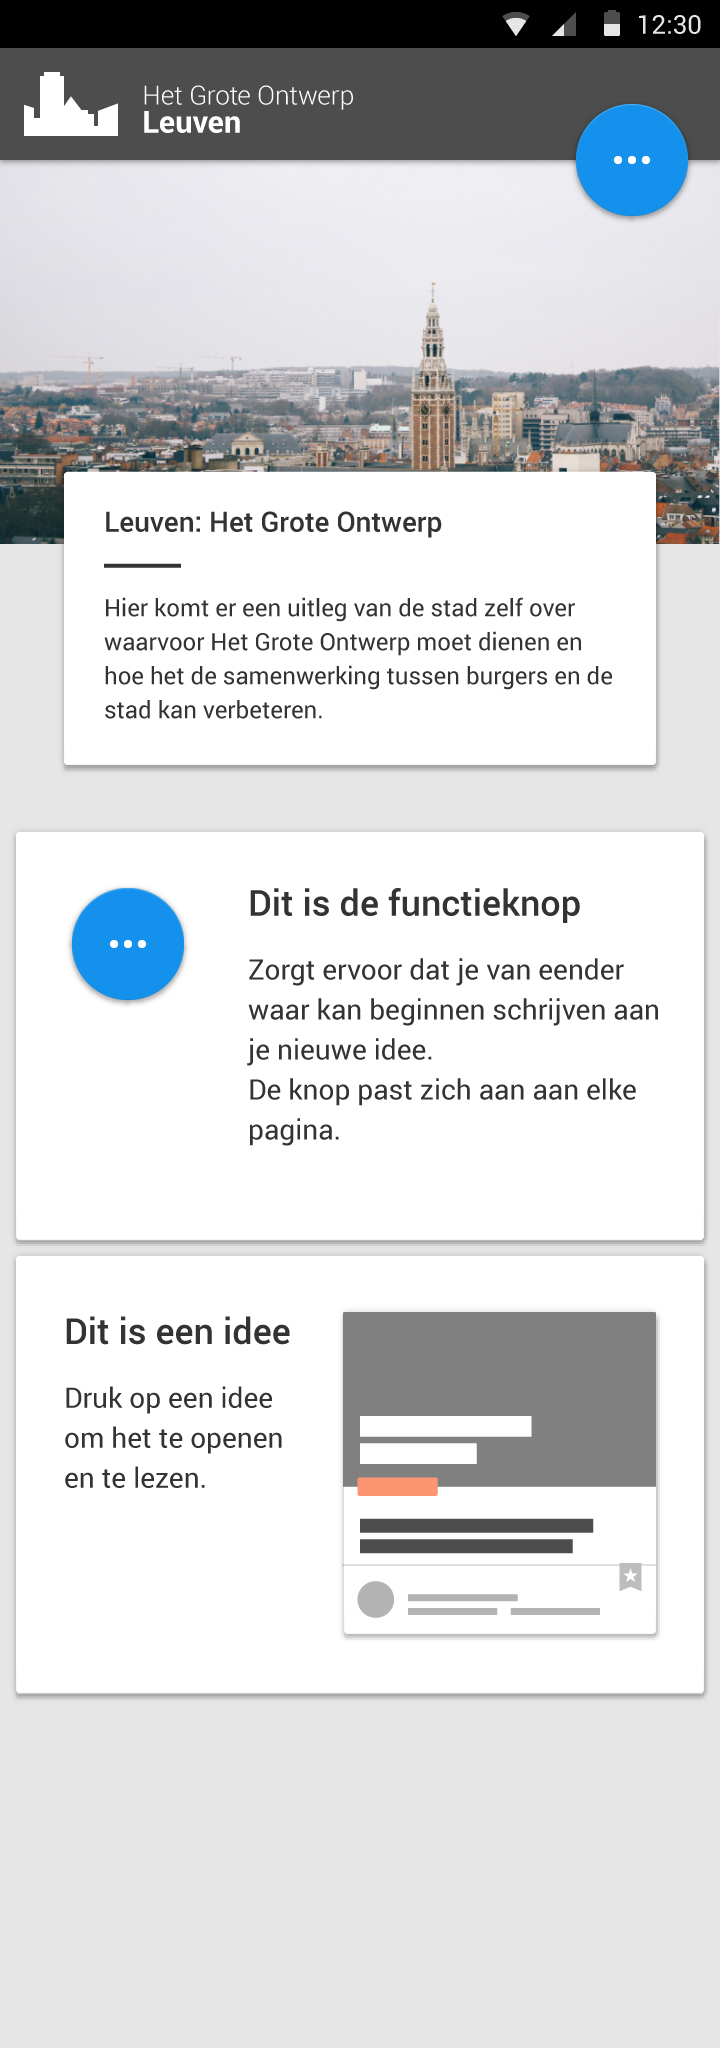 12:30
Het Grote Ontwerp
Leuven
Leuven: Het Grote Ontwerp
Hier komt er een uitleg van de stad zelf over
waarvoor Het Grote Ontwerp moet dienen en
hoe het de samenwerking tussen burgers en de
stad kan verbeteren.
Dit is de functieknop
Zorgt ervoor dat je van eender
waar kan beginnen schrijven aan
je nieuwe idee.
De knop past zich aan aan elke
pagina.
Dit is een idee
Druk op een idee
om het te openen
en te lezen.